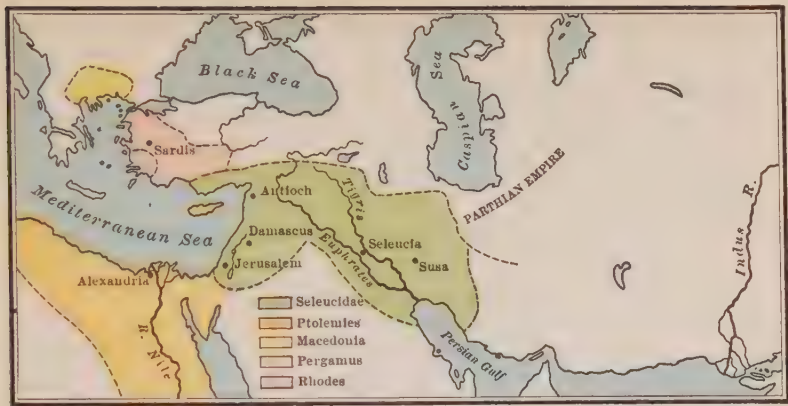 Black Sea
Caspian Sea
Sardis
PARTHIAN EMPIRE
Mediterranean Sea
Antioch
Tigris
Indus R.
Damascus
Seleucia
Euphrates
Susa
Jerusalem
Alexandria
R. Nile
Persian Gulf
Seleucidae
Ptolemies
Macedonia
Pergamus
Rhodes